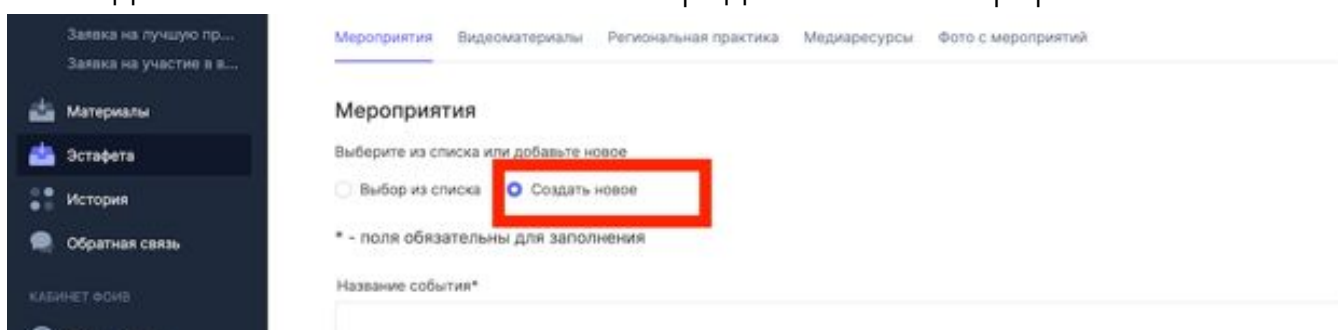 Заявка на лучшую пр...
Заявка на участие в в...
Материалы
Эстафета
История
Обратная связь
КАБИНЕТ ФОИВ
Мероприятия Видеоматериалы Региональная практика Медиаресурсы Фото с мероприятий
Мероприятия
Выберите из списка или добавьте новое
Выбор из списка Создать новое
* - поля обязательны для заполнения
Название события*